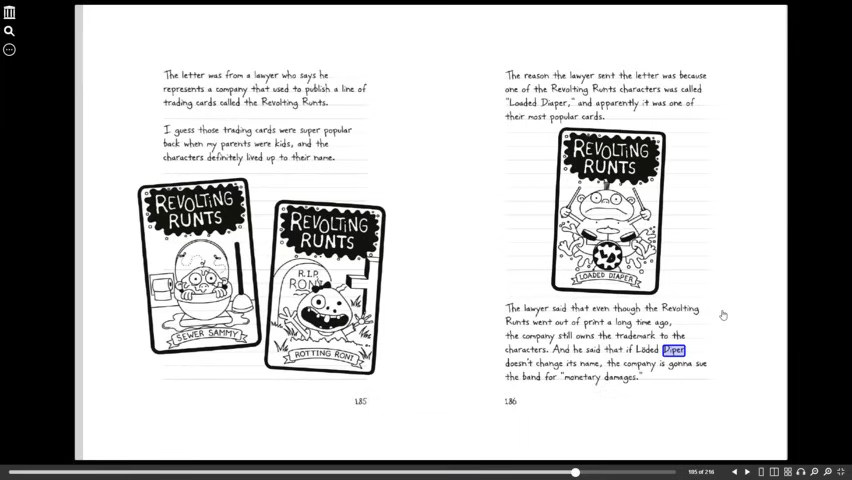 The letter was from a lawyer who says he
represents a company that used to publish a line of
trading cards called the Revolting Runts.
I guess those trading cards were super popular
back when my parents were kids, and the
characters definitely lived up to their name.
REVOLTING
RUNTS
SEWER SAMMY
REVOLTING
RUNTS
R.I.P.
RONI
ROTTING RONI
185
The reason the lawyer sent the letter was because
one of the Revolting Runts characters was called
"Loaded Diaper," and apparently it was one of
their most popular cards.
REVOLTING
RUNTS
LD
LOADED DIAPER
The lawyer said that even though the Revolting
Runts went out of print a long time ago,
the company still owns the trademark to the
characters. And he said that if Löded
Diper
doesn't change its name, the company is gonna sue
the band for "monetary damages."
186
185 of 216